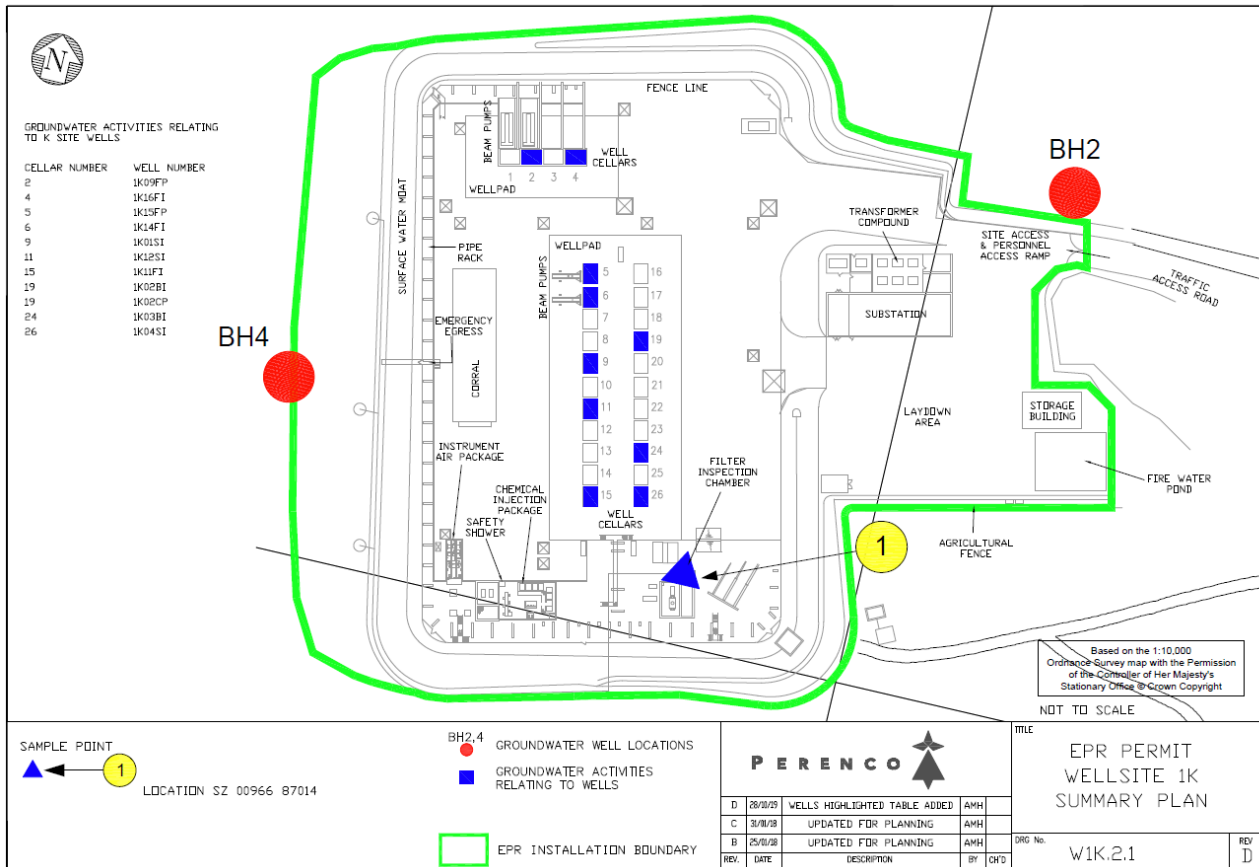 N
GROUNDWATER ACTIVITIES RELATING
TO K SITE WELLS
CELLAR NUMBER WELL NUMBER
2 1K09FP
4 1K16FI
5 1K15FP
6 1K14FI
9 1K01SI
11 1K12SI
15 1K11FI
19 1K02BI
19 1K02CP
24 1K03BI
26 1K04SI
FENCE LINE
BEAM PUMPS
WELL
CELLARS
1 2 3 4
WELLPAD
SURFACE WATER MOAT
PIPE
RACK
WELLPAD
BEAM PUMPS
5 16
6 17
7 18
8 19
9 20
10 21
11 22
12 23
13 24
14 25
15 26
WELL
CELLARS
EMERGENCY
EGRESS
CORRAL
BH4
BH2
TRANSFORMER
COMPOUND
SITE ACCESS
& PERSONNEL
ACCESS RAMP
TRAFFIC
ACCESS ROAD
SUBSTATION
LAYDOWN
AREA
STORAGE
BUILDING
FIRE WATER
POND
INSTRUMENT
AIR PACKAGE
CHEMICAL
INJECTION
PACKAGE
SAFETY
SHOWER
FILTER
INSPECTION
CHAMBER
1
AGRICULTURAL
FENCE
Based on the 1:10,000
Ordnance Survey map with the Permission
of the Controller of Her Majesty's
Stationary Office © Crown Copyright
NOT TO SCALE
SAMPLE POINT
1
LOCATION SZ 00966 87014
BH2,4
GROUNDWATER WELL LOCATIONS
GROUNDWATER ACTIVITIES
RELATING TO WELLS
EPR INSTALLATION BOUNDARY
PERENCO
D 28/10/19 WELLS HIGHLIGHTED TABLE ADDED AMH
C 31/01/18 UPDATED FOR PLANNING AMH
B 25/01/18 UPDATED FOR PLANNING AMH
REV. DATE DESCRIPTION BY CH'D
TITLE
EPR PERMIT
WELLSITE 1K
SUMMARY PLAN
DRG No.
W1K.2.1
REV
D